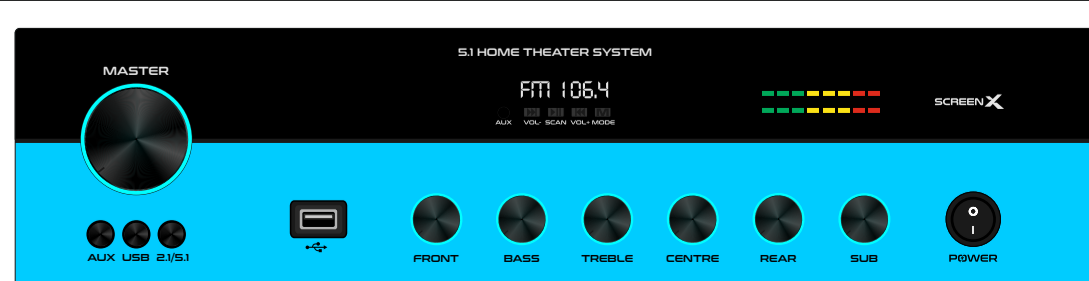 5.1 HOME THEATER SYSTEM
MASTER
FM 106.4
SCREEN X
AUX VOL- SCAN VOL+ MODE
AUX USB 2.1/5.1
FRONT BASS TREBLE CENTRE REAR SUB POWER